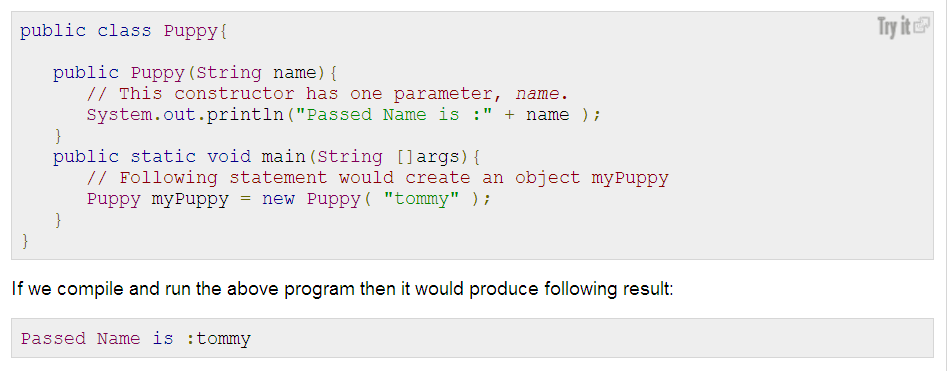 Try it
public class Puppy{
public Puppy(String name){
// This constructor has one parameter, name.
System.out.println("Passed Name is :" + name );
}
public static void main(String []args){
// Following statement would create an object myPuppy
Puppy myPuppy = new Puppy( "tommy" );
}
}
If we compile and run the above program then it would produce following result:
Passed Name is :tommy